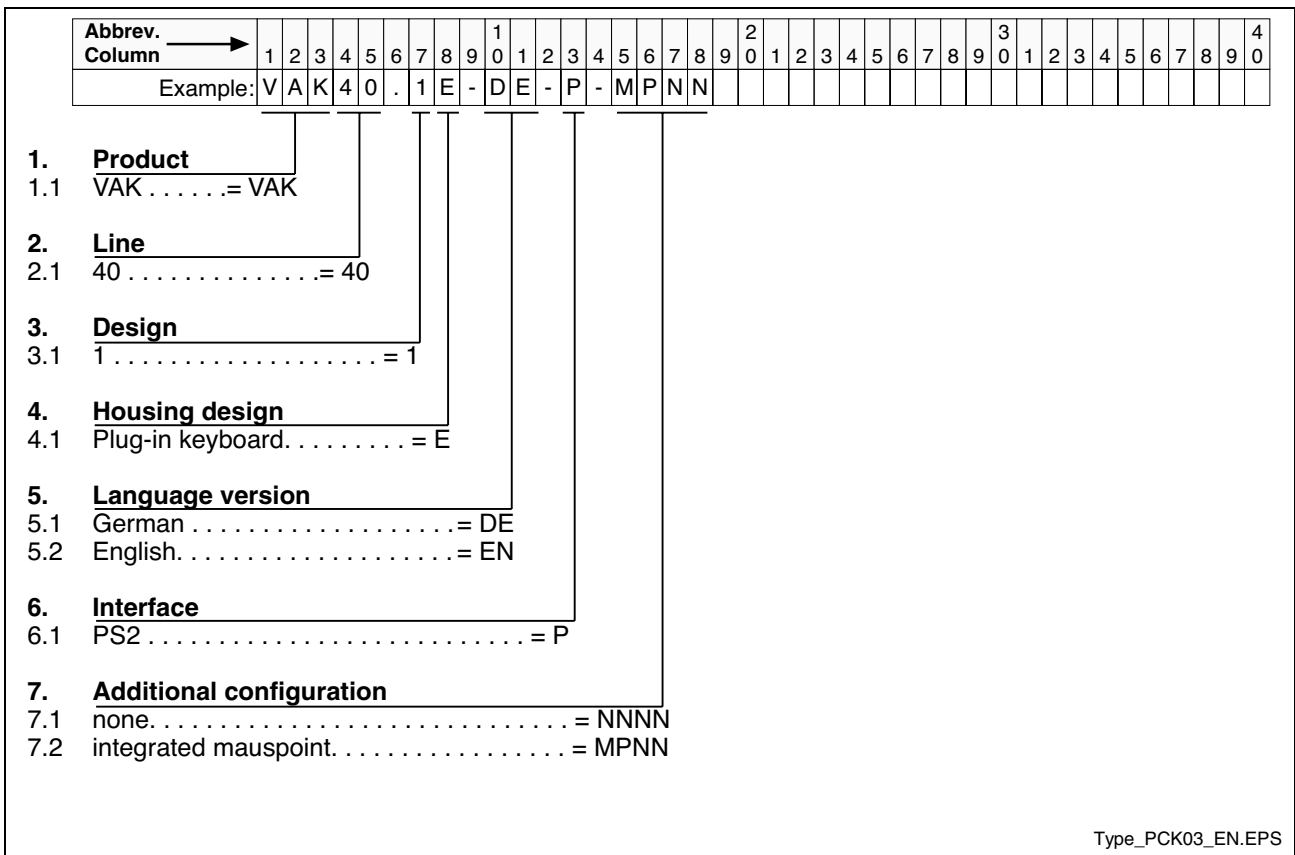 Abbrev. 1 2 3 4
Column 1 2 3 4 5 6 7 8 9 0 1 2 3 4 5 6 7 8 9 0 1 2 3 4 5 6 7 8 9 0 1 2 3 4 5 6 7 8 9 0
Example: V A K 4 0 . 1 E - D E - P - M P N N
1. Product
1.1 VAK . . . . . .= VAK
2. Line
2.1 40 . . . . . . . . . . . . . .= 40
3. Design
3.1 1 . . . . . . . . . . . . . . . . . . . = 1
4. Housing design
4.1 Plug-in keyboard. . . . . . . . . = E
5. Language version
5.1 German . . . . . . . . . . . . . . . . . . .= DE
5.2 English. . . . . . . . . . . . . . . . . . . . = EN
6. Interface
6.1 PS2 . . . . . . . . . . . . . . . . . . . . . . . . . . . = P
7. Additional configuration
7.1 none. . . . . . . . . . . . . . . . . . . . . . . . . . . . . . = NNNN
7.2 integrated mauspoint. . . . . . . . . . . . . . . . . = MPNN
Type_PCK03_EN.EPS